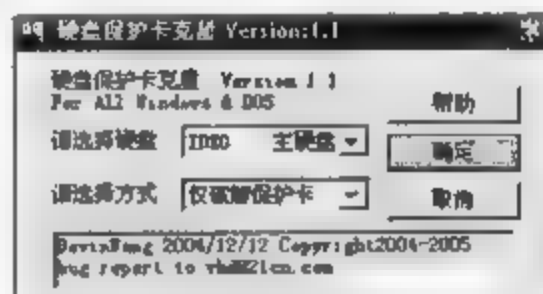 硬盘保护卡克星 Version:1.1
硬盘保护卡克星 Version 1.1
For All Windows & DOS
帮助
请选择硬盘 IDE0 主硬盘
确定
请选择方式 仅破解保护卡
取消
2004/12/12 Copyright2004-2005
bug report to